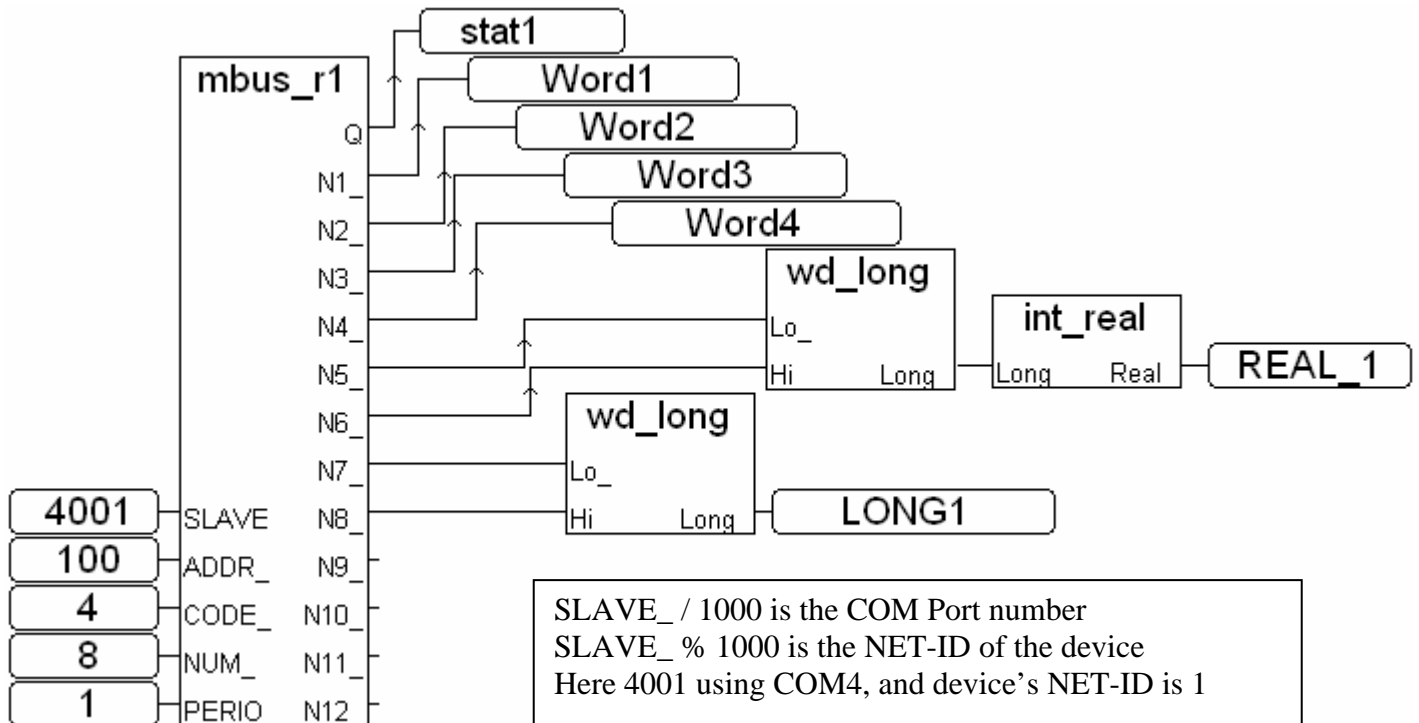 stat1
mbus_r1
Word1
Q
Word2
N1_
Word3
N2_
Word4
N3_
wd_long
N4_
Lo_
int_real
N5_
Hi
Long
Long
Real
REAL_1
N6_
wd_long
N7_
Lo_
4001
SLAVE
N8_
Hi
Long
LONG1
100
ADDR_
N9_
4
CODE_
N10_
8
NUM_
N11_
1
PERIO
N12_
SLAVE_ / 1000 is the COM Port number
SLAVE_ % 1000 is the NET-ID of the device
Here 4001 using COM4, and device's NET-ID is 1